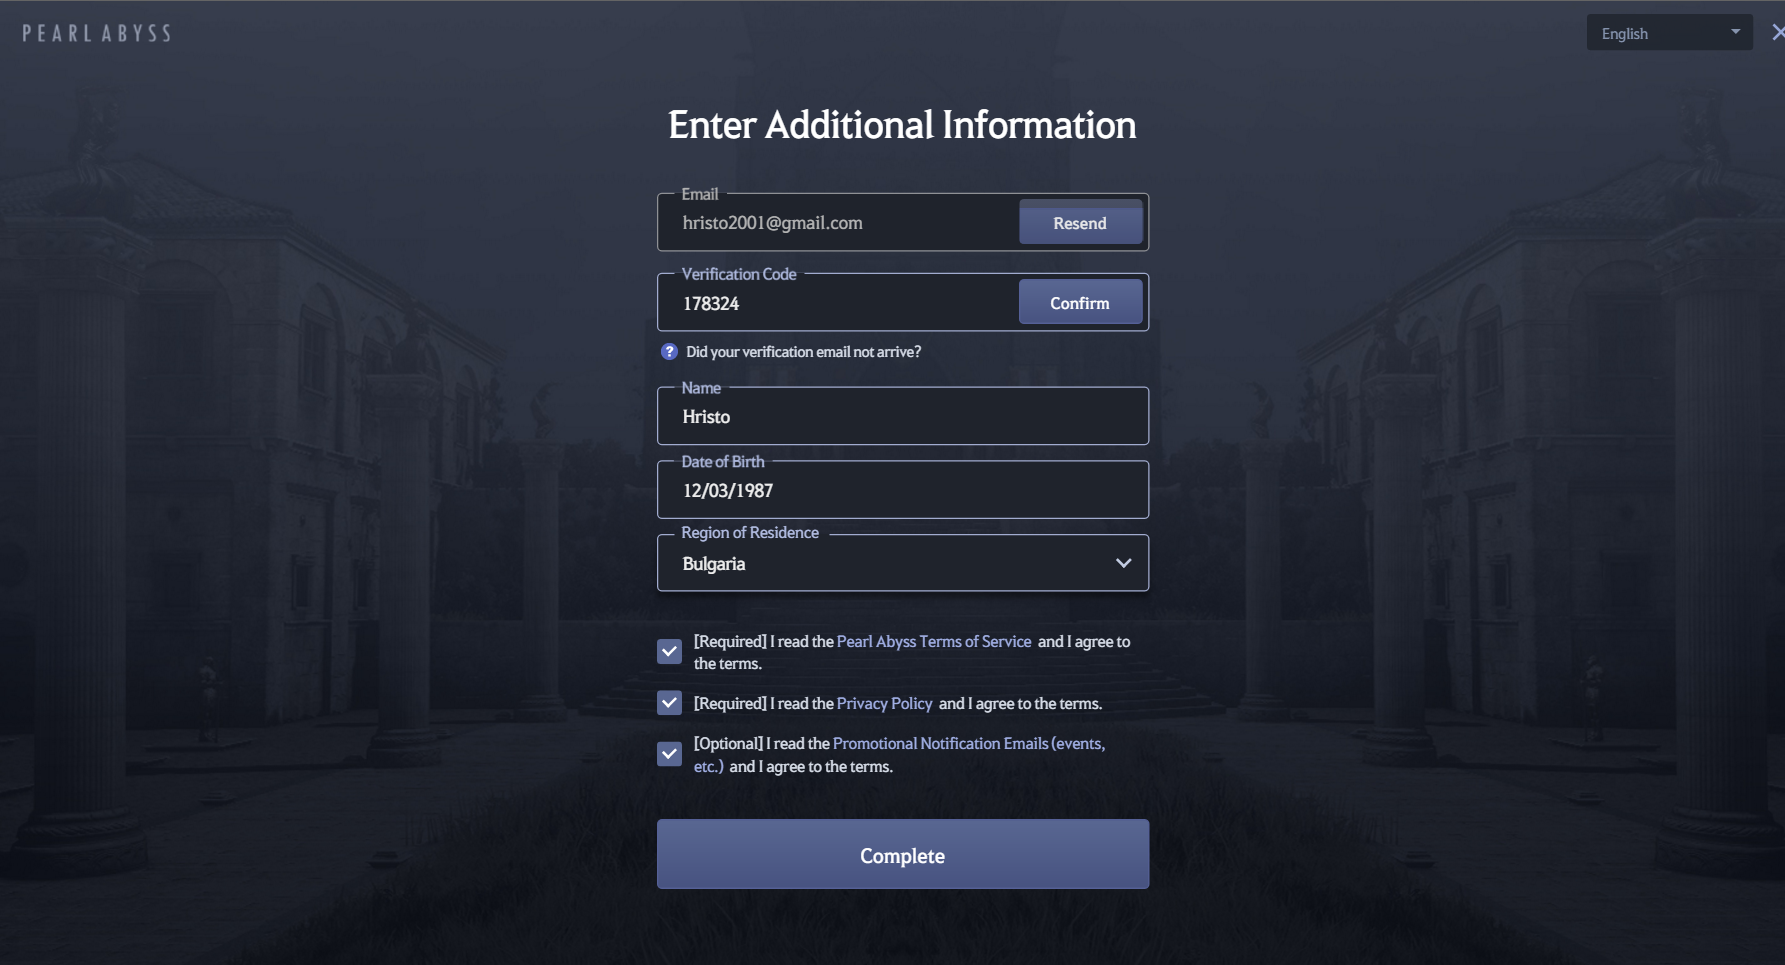 PEARL ABYSS
English
Enter Additional Information
Email
hristo2001@gmail.com
Resend
Verification Code
178324
Confirm
? Did your verification email not arrive?
Name
Hristo
Date of Birth
12/03/1987
Region of Residence
Bulgaria
[Required] I read the Pearl Abyss Terms of Service and I agree to
the terms.
[Required] I read the Privacy Policy and I agree to the terms.
[Optional] I read the Promotional Notification Emails (events,
etc.) and I agree to the terms.
Complete